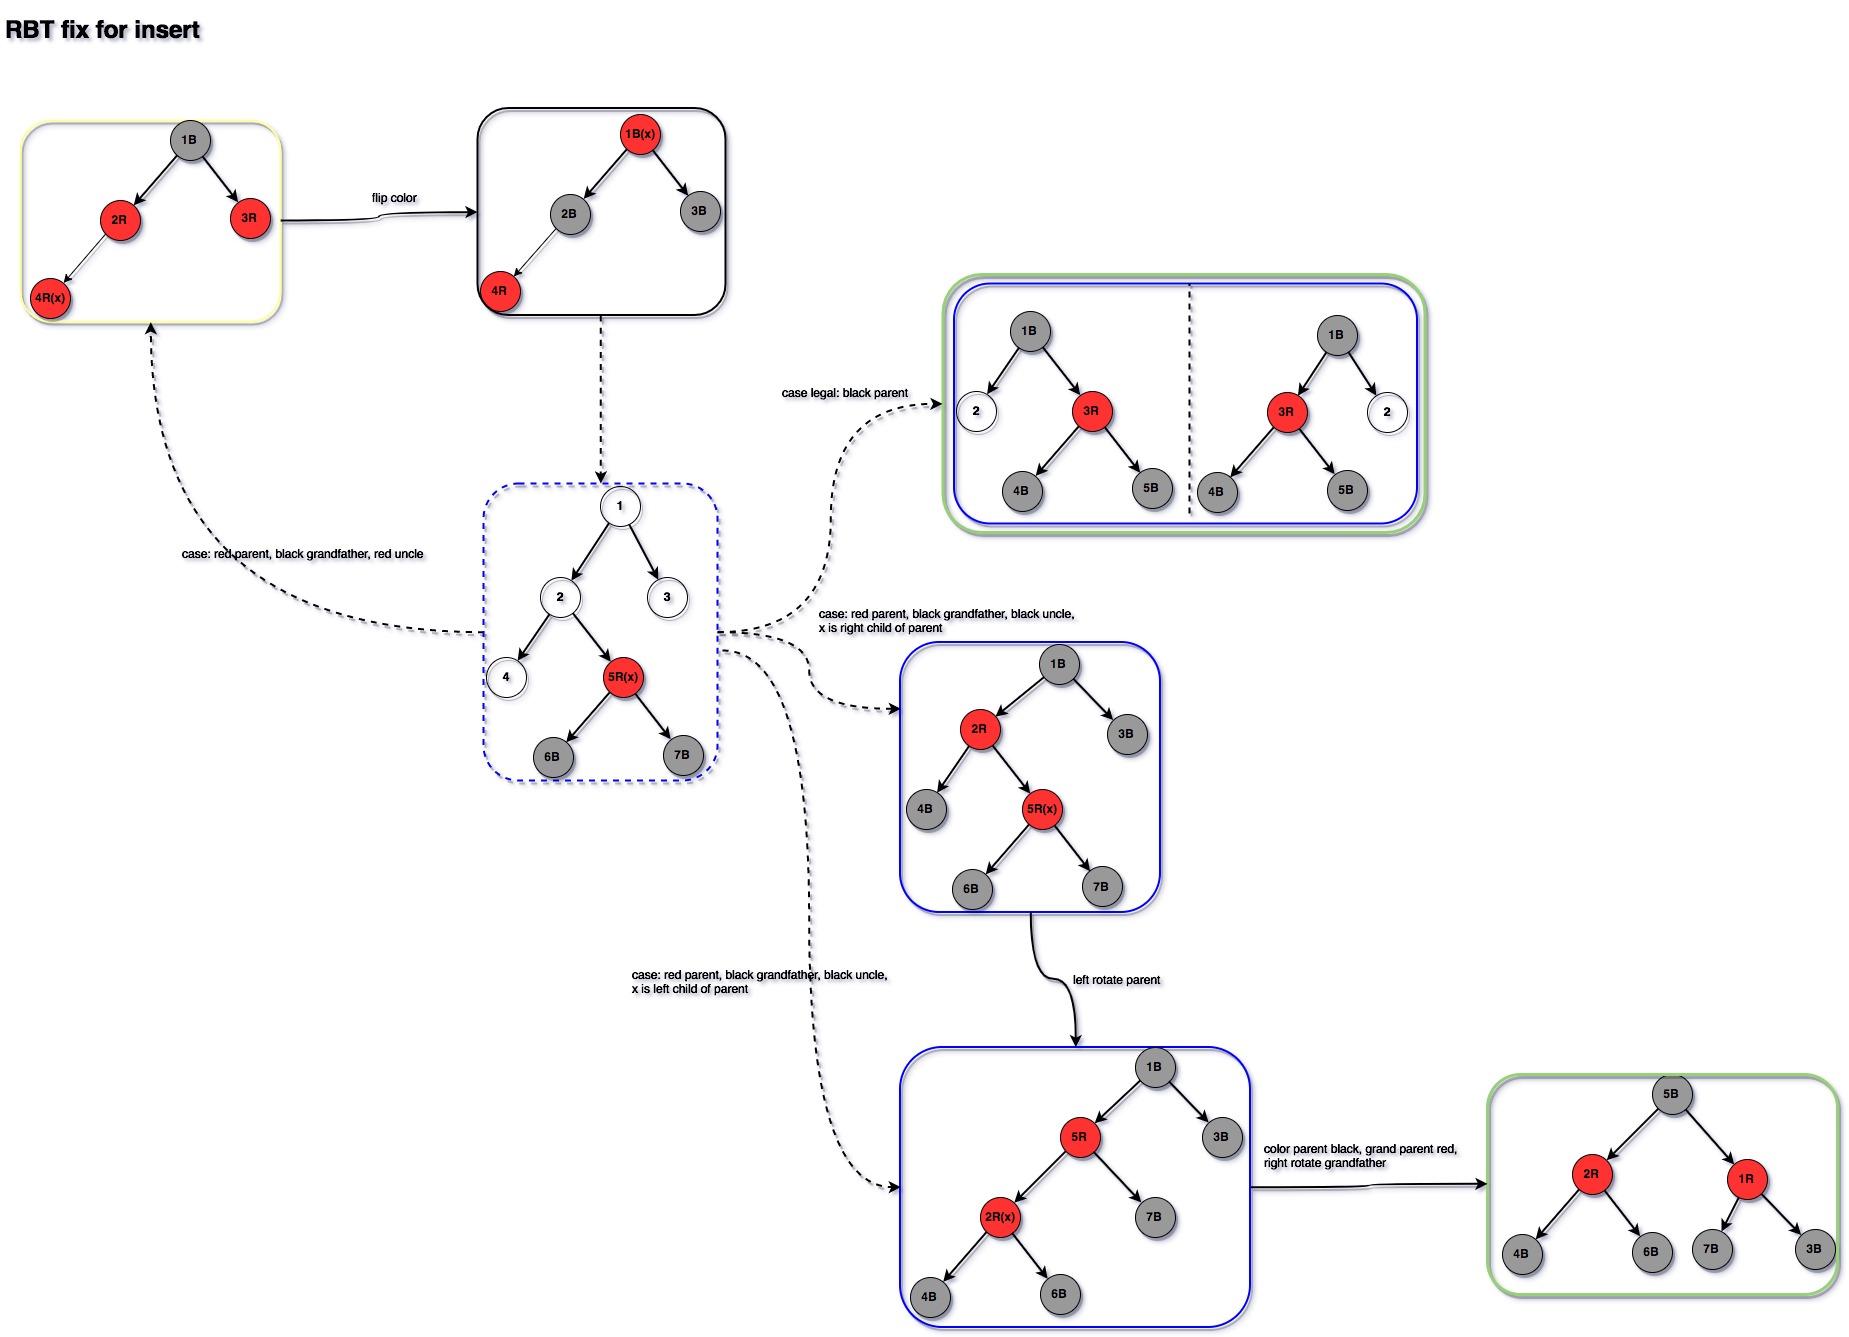 RBT fix for insert
1B
2R
3R
4R(x)
flip color
1B(x)
2B
3B
4R
case legal: black parent
1B
2
3R
4B
5B
1B
3R
2
4B
5B
case: red parent, black grandfather, red uncle
1
2
3
4
5R(x)
6B
7B
case: red parent, black grandfather, black uncle,
x is right child of parent
1B
2R
3B
4B
5R(x)
6B
7B
case: red parent, black grandfather, black uncle,
x is left child of parent
left rotate parent
1B
5R
3B
2R(x)
7B
4B
6B
color parent black, grand parent red,
right rotate grandfather
5B
2R
1R
4B
6B
7B
3B